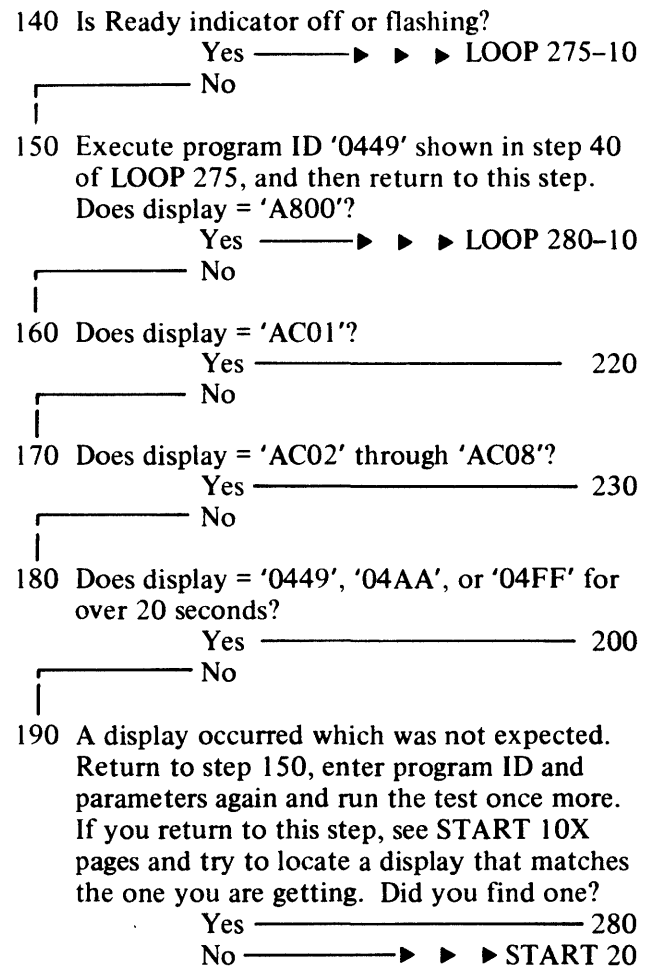 140 Is Ready indicator off or flashing?
Yes LOOP 275–10
No
150 Execute program ID '0449' shown in step 40
of LOOP 275, and then return to this step.
Does display = 'A800'?
Yes LOOP 280–10
No
160 Does display = 'AC01'?
Yes 220
No
170 Does display = 'AC02' through 'AC08'?
Yes 230
No
180 Does display = '0449', '04AA', or '04FF' for
over 20 seconds?
Yes 200
No
190 A display occurred which was not expected.
Return to step 150, enter program ID and
parameters again and run the test once more.
If you return to this step, see START 10X
pages and try to locate a display that matches
the one you are getting. Did you find one?
Yes 280
No START 20